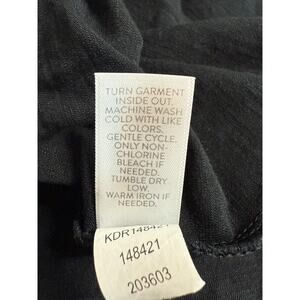 TURN GARMENT
INSIDE OUT.
MACHINE WASH
COLD WITH LIKE
COLORS.
GENTLE CYCLE.
ONLY NON-
CHLORINE
BLEACH IF
NEEDED.
TUMBLE DRY
LOW.
WARM IRON IF
NEEDED.
KDR148421
148421
203603